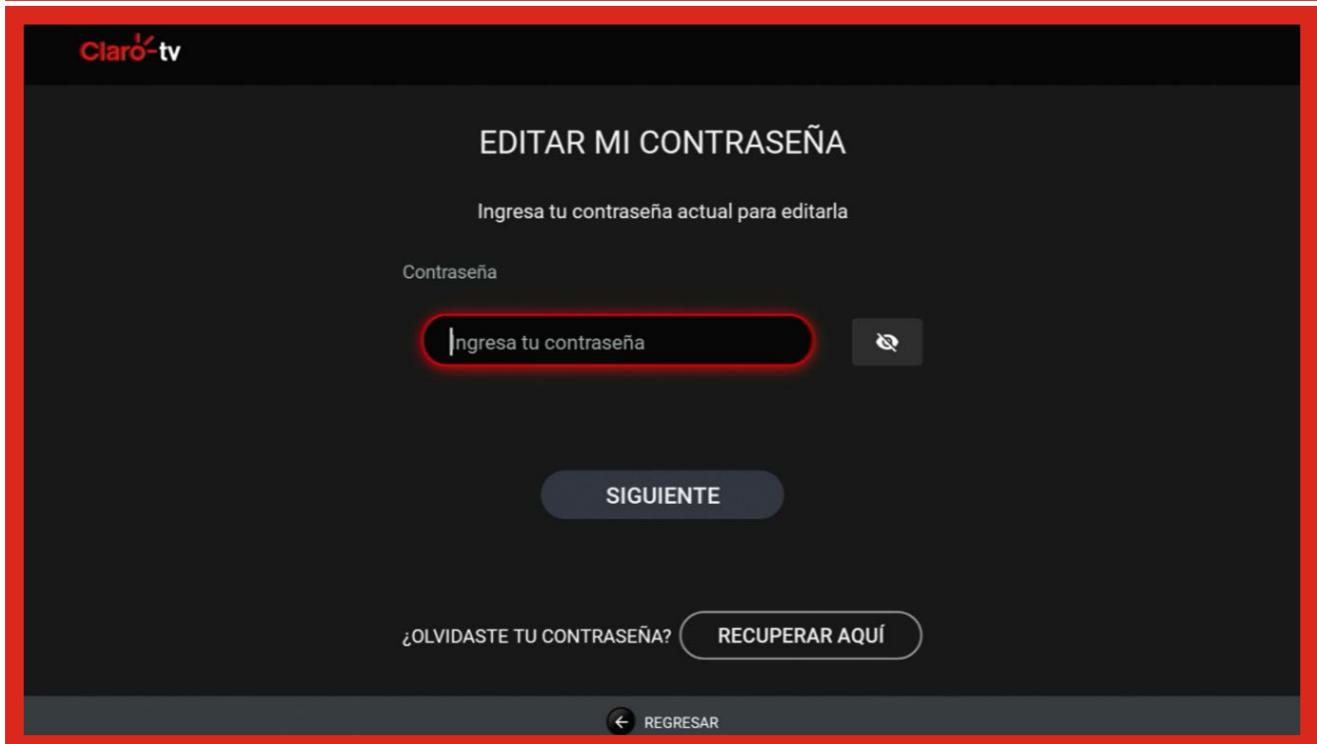 Claro-tv
EDITAR MI CONTRASEÑA
Ingresa tu contraseña actual para editarla
Contraseña
Ingresa tu contraseña
SIGUIENTE
¿OLVIDASTE TU CONTRASEÑA? RECUPERAR AQUÍ
REGRESAR